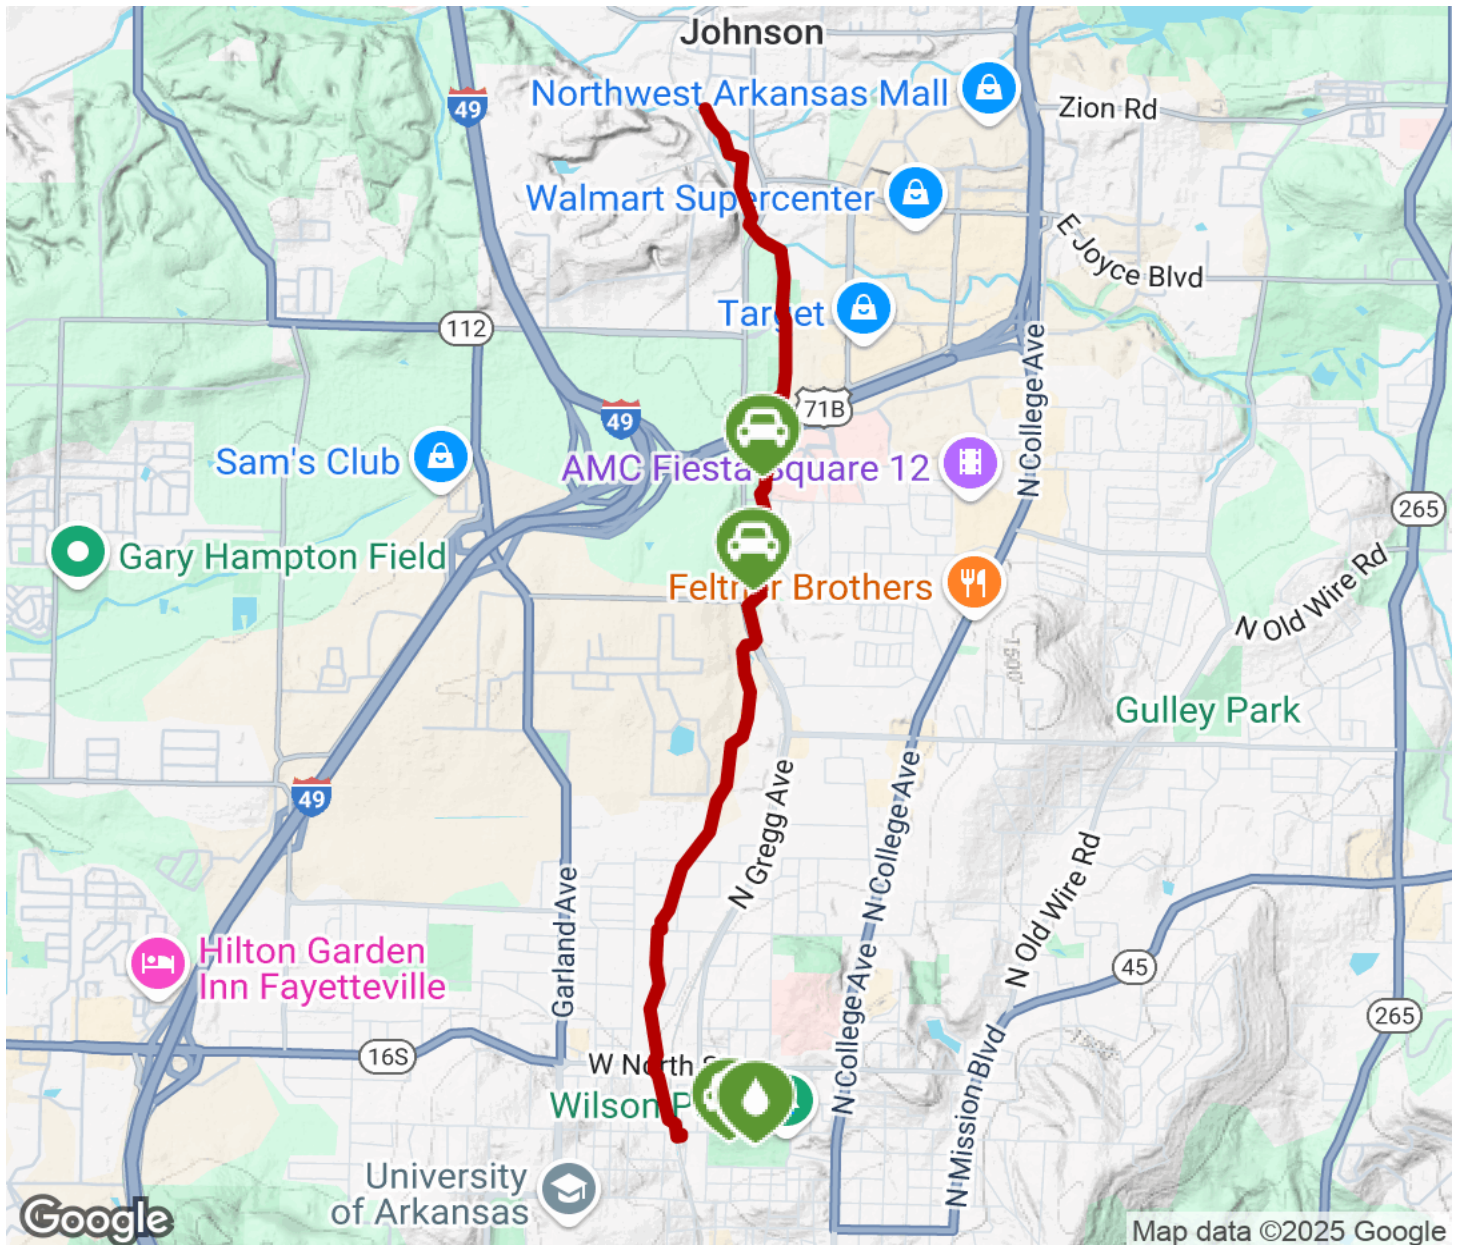 Johnson
49
Northwest Arkansas Mall
Zion Rd
Walmart Supercenter
E Joyce Blvd
Target
112
N College Ave
71B
49
Sam's Club
AMC Fiesta Square 12
265
Gary Hampton Field
Feltner Brothers
N Old Wire Rd
1500'
Gulley Park
49
N Gregg Ave
N College Ave
N College Ave
N Old Wire Rd
Garland Ave
Hilton Garden
Inn Fayetteville
45
265
16S
W North S
N College Ave
N Mission Blvd
Wilson P
University
of Arkansas
Google
Map data ©2025 Google